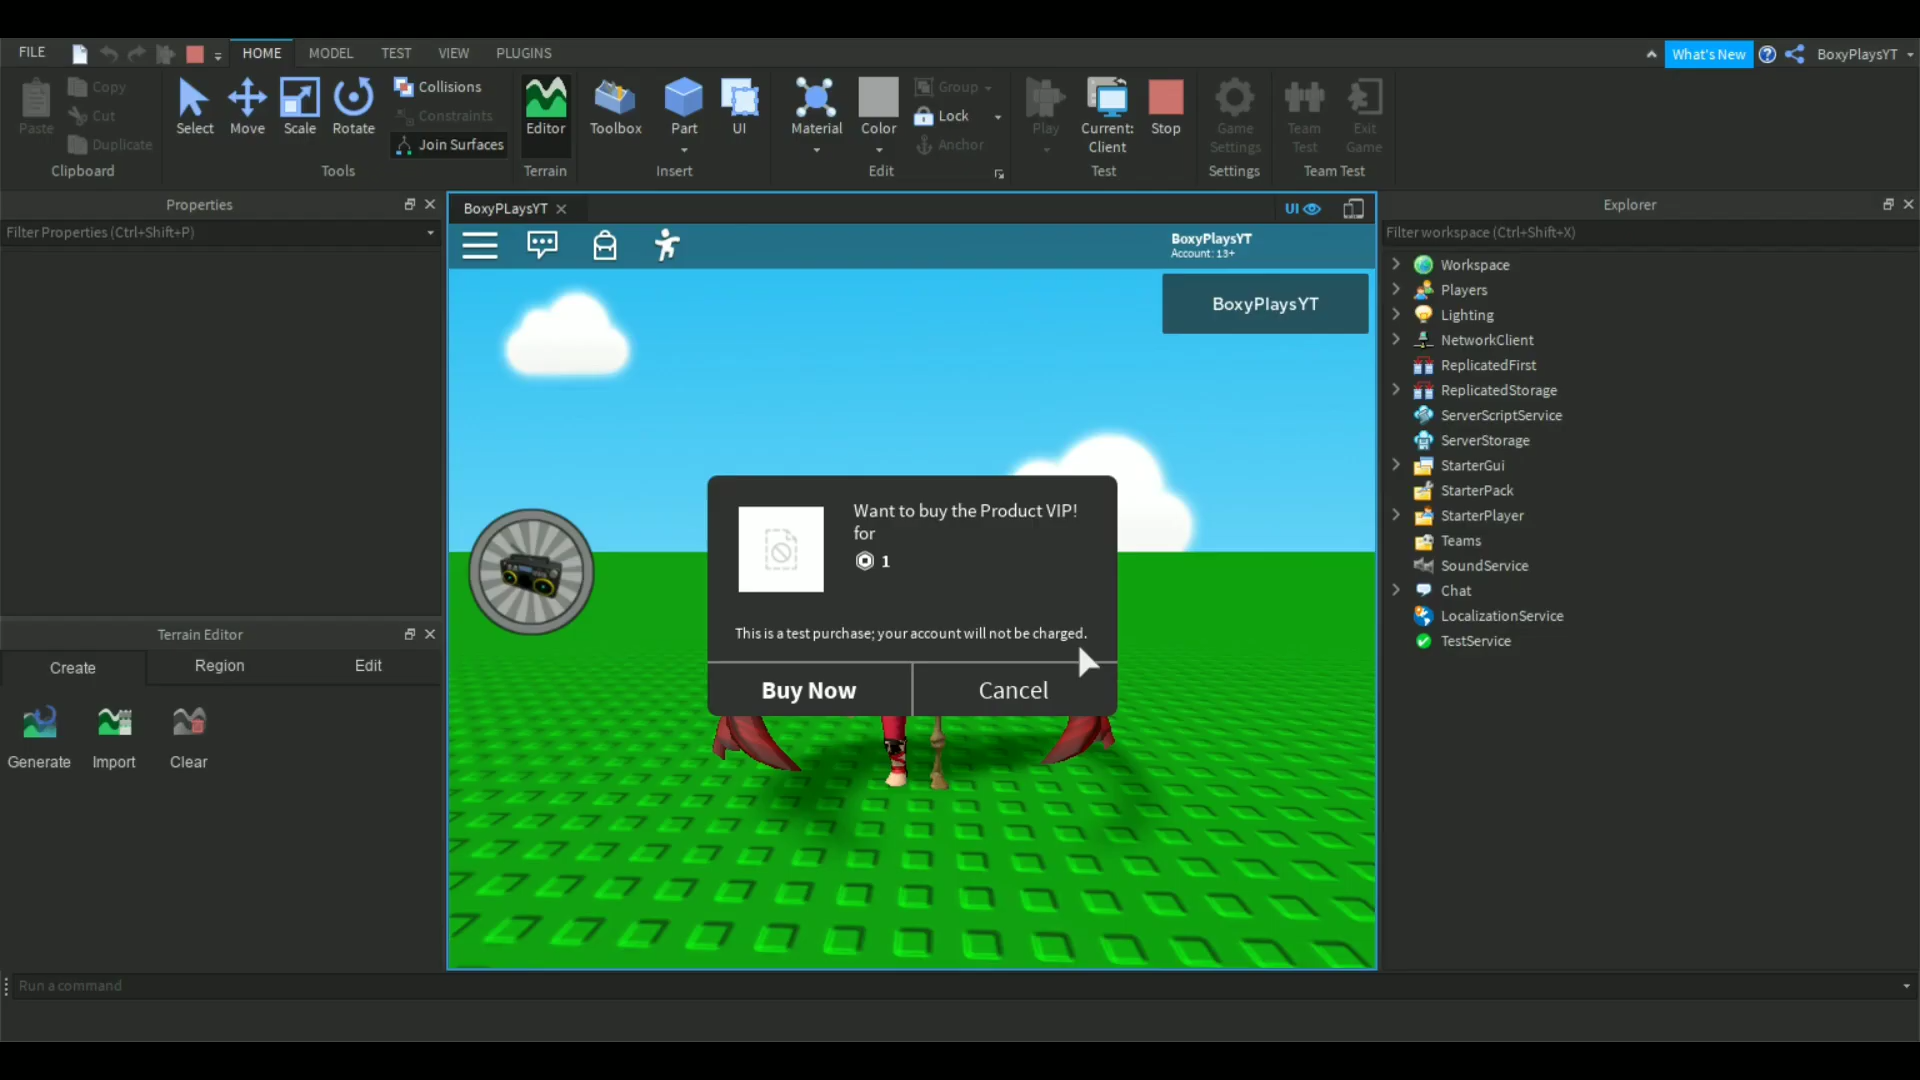 FILE
HOME
MODEL
TEST
VIEW
PLUGINS
What's New
BoxyPlaysYT
Paste
Copy
Cut
Duplicate
Clipboard
Select
Move
Scale
Rotate
Collisions
Constraints
Join Surfaces
Tools
Editor
Terrain
Toolbox
Part
UI
Insert
Material
Color
Group
Lock
Anchor
Edit
Play
Current:
Client
Stop
Test
Game
Settings
Settings
Team
Test
Exit
Game
Team Test
Properties
Filter Properties (Ctrl+Shift+P)
Terrain Editor
Create
Region
Edit
Generate
Import
Clear
BoxyPLaysYT
UI
BoxyPlaysYT
Account: 13+
BoxyPlaysYT
Want to buy the Product VIP!
for
1
This is a test purchase; your account will not be charged.
Buy Now
Cancel
Explorer
Filter workspace (Ctrl+Shift+X)
Workspace
Players
Lighting
NetworkClient
ReplicatedFirst
ReplicatedStorage
ServerScriptService
ServerStorage
StarterGui
StarterPack
StarterPlayer
Teams
SoundService
Chat
LocalizationService
TestService
Run a command